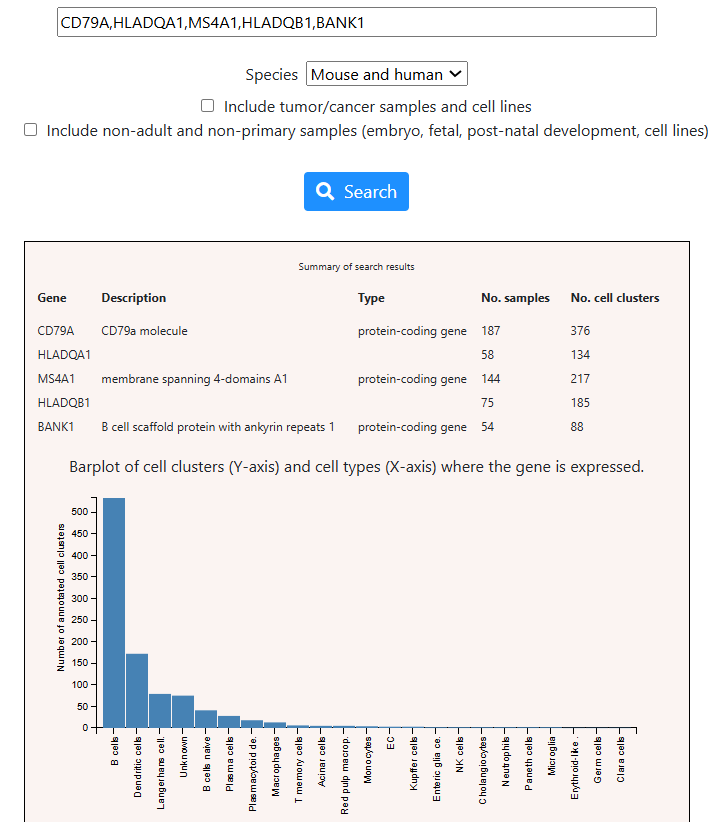 CD79A,HLADQA1,MS4A1,HLADQB1,BANK1
Species Mouse and human
Include tumor/cancer samples and cell lines
Include non-adult and non-primary samples (embryo, fetal, post-natal development, cell lines)
Search
Summary of search results
Gene Description Type No. samples No. cell clusters
CD79A CD79a molecule protein-coding gene 187 376
HLADQA1 58 134
MS4A1 membrane spanning 4-domains A1 protein-coding gene 144 217
HLADQB1 75 185
BANK1 B cell scaffold protein with ankyrin repeats 1 protein-coding gene 54 88
Barplot of cell clusters (Y-axis) and cell types (X-axis) where the gene is expressed.
Number of annotated cell clusters
500
450
400
350
300
250
200
150
100
50
0
B cells
Dendritic cells
Langerhans cell.
Unknown
B cells naive
Plasma cells
Plasmacytoid de.
Macrophages
T memory cells
Acinar cells
Red pulp macrop.
Monocytes
EC
Kupffer cells
Enteric glia ce.
NK cells
Cholangiocytes
Neutrophils
Paneth cells
Microglia
Erythroid-like .
Germ cells
Clara cells